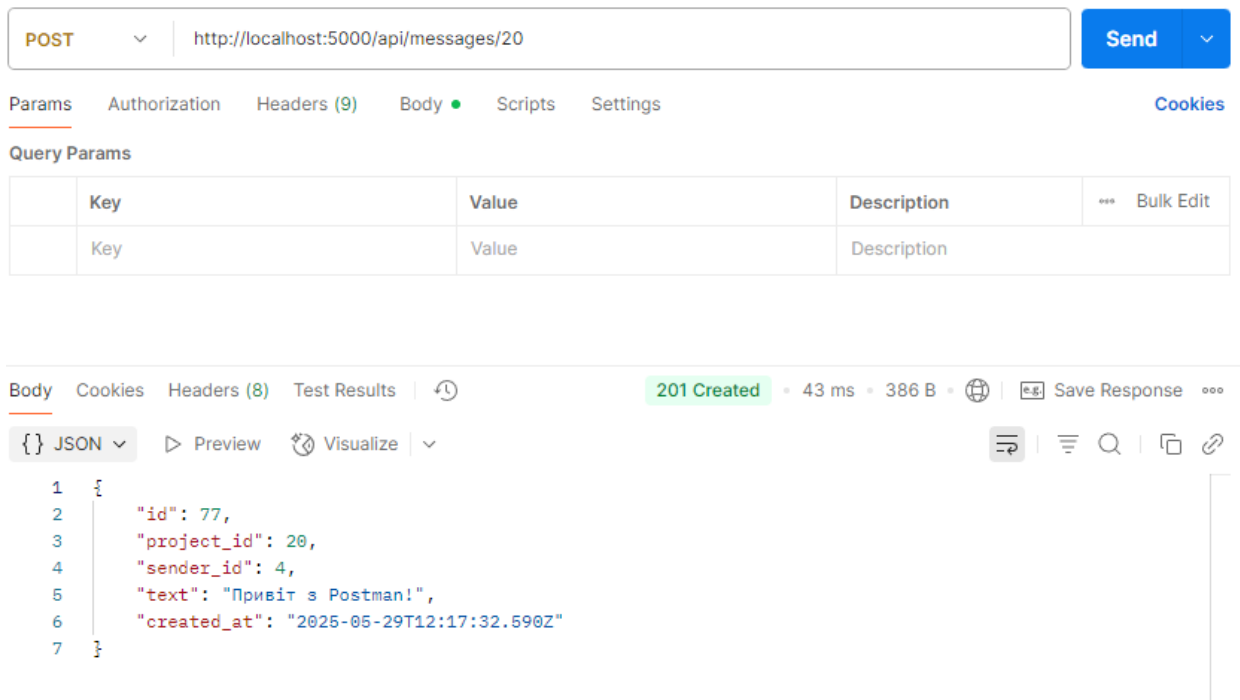 POST http://localhost:5000/api/messages/20 Send
Params Authorization Headers (9) Body Scripts Settings Cookies
Query Params
Key Value Description Bulk Edit
Key Value Description
Body Cookies Headers (8) Test Results 201 Created 43 ms 386 B e.g. Save Response
{} JSON Preview Visualize
1 {
2 "id": 77,
3 "project_id": 20,
4 "sender_id": 4,
5 "text": "Привіт з Postman!",
6 "created_at": "2025-05-29T12:17:32.590Z"
7 }